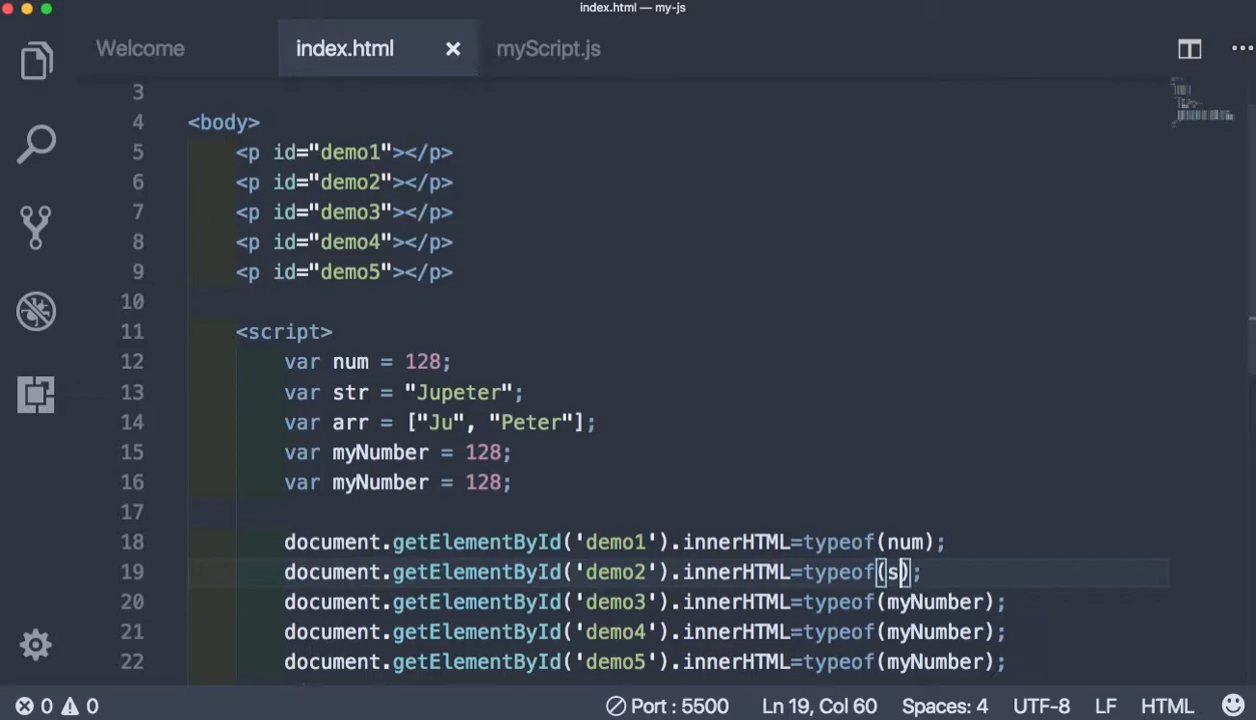 index.html — my-js
Welcome index.html × myScript.js
3
4 <body>
5 <p id="demo1"></p>
6 <p id="demo2"></p>
7 <p id="demo3"></p>
8 <p id="demo4"></p>
9 <p id="demo5"></p>
10
11 <script>
12 var num = 128;
13 var str = "Jupeter";
14 var arr = ["Ju", "Peter"];
15 var myNumber = 128;
16 var myNumber = 128;
17
18 document.getElementById('demo1').innerHTML=typeof(num);
19 document.getElementById('demo2').innerHTML=typeof(s);
20 document.getElementById('demo3').innerHTML=typeof(myNumber);
21 document.getElementById('demo4').innerHTML=typeof(myNumber);
22 document.getElementById('demo5').innerHTML=typeof(myNumber);
0 0 Port : 5500 Ln 19, Col 60 Spaces: 4 UTF-8 LF HTML